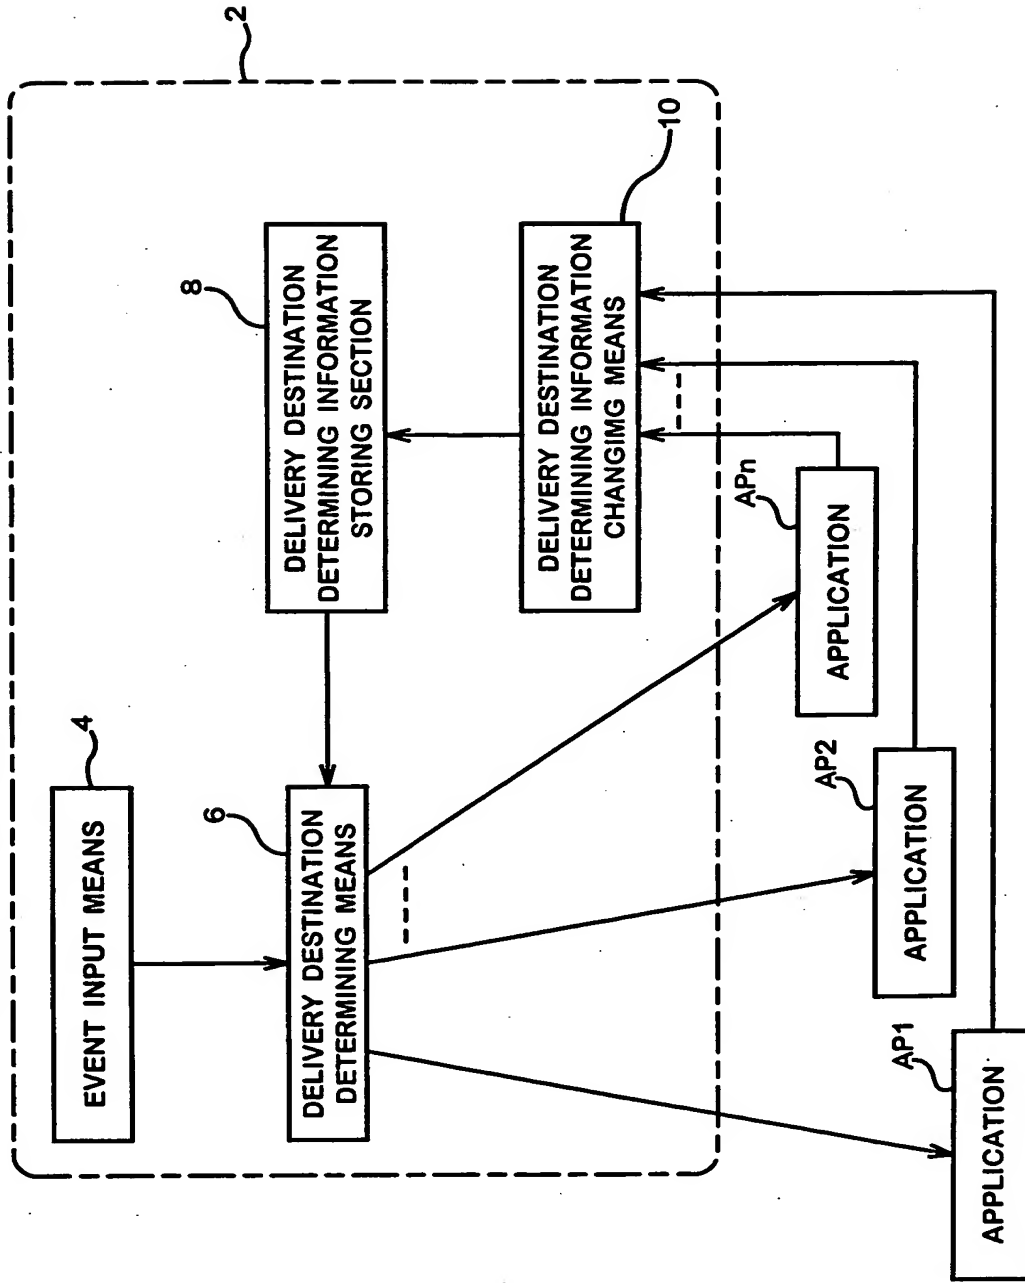 2
4
EVENT INPUT MEANS
6
DELIVERY DESTINATION
DETERMINING MEANS
8
DELIVERY DESTINATION
DETERMINING INFORMATION
STORING SECTION
10
DELIVERY DESTINATION
DETERMINING INFORMATION
CHANGIMG MEANS
AP1
APPLICATION
AP2
APPLICATION
APn
APPLICATION